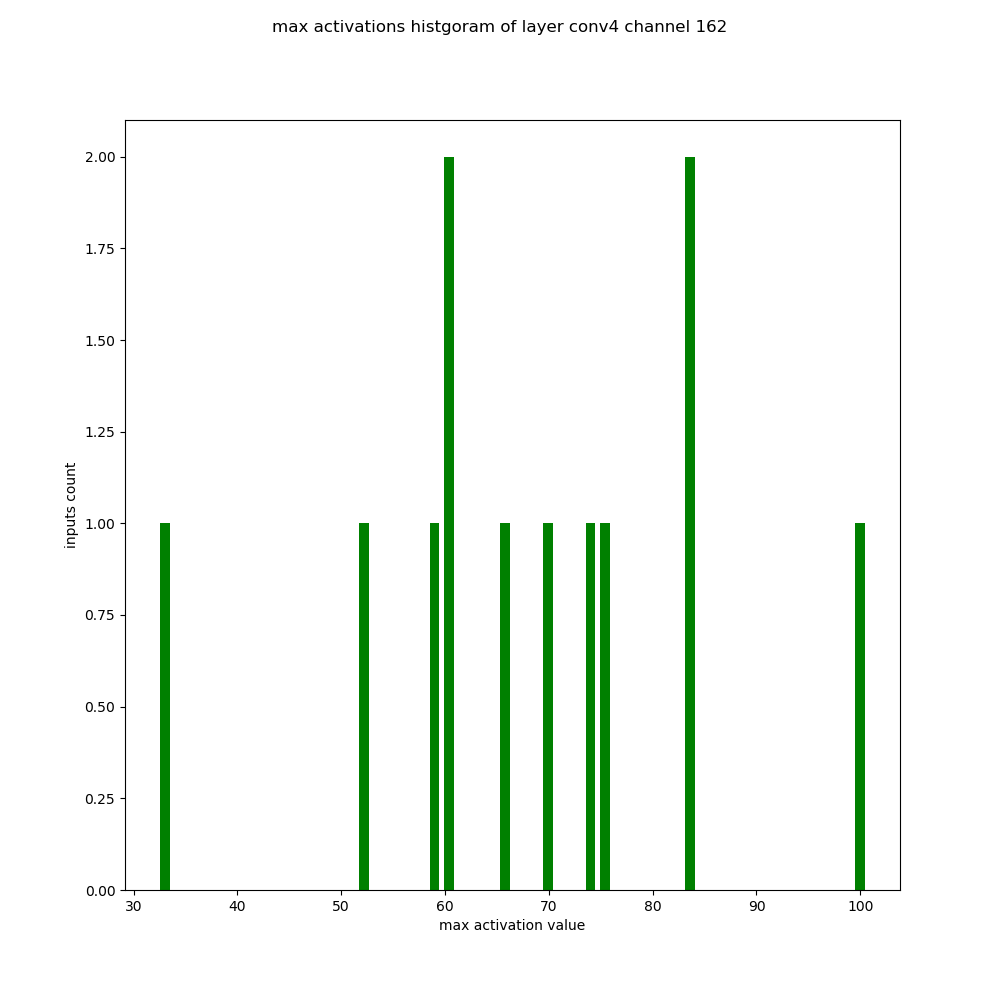 max activations histgoram of layer conv4 channel 162
2.00
1.75
1.50
1.25
1.00
0.75
0.50
0.25
0.00
inputs count
30 40 50 60 70 80 90 100
max activation value